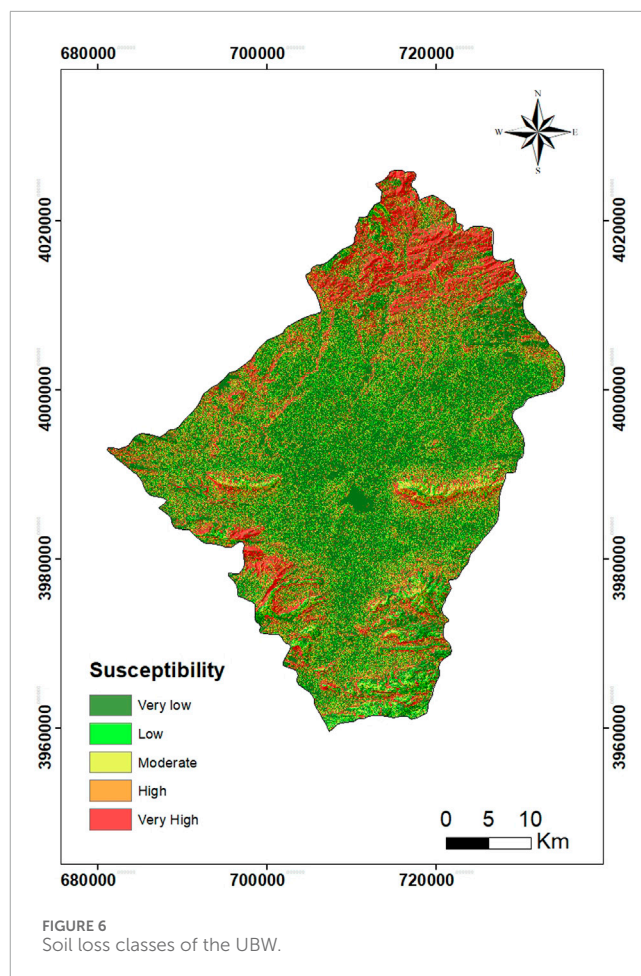 680000 700000 720000
N
W E
S
4020000 4020000
4000000 4000000
3980000 3980000
3960000 3960000
Susceptibility
Very low
Low
Moderate
High
Very High
0 5 10
Km
680000 700000 720000
FIGURE 6
Soil loss classes of the UBW.